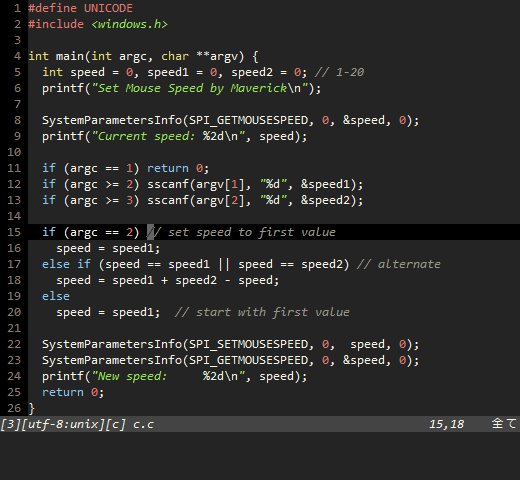 1 #define UNICODE
2 #include <windows.h>
3
4 int main(int argc, char **argv) {
5   int speed = 0, speed1 = 0, speed2 = 0; // 1-20
6   printf("Set Mouse Speed by Maverick\n");
7
8   SystemParametersInfo(SPI_GETMOUSESPEED, 0, &speed, 0);
9   printf("Current speed: %2d\n", speed);
10
11   if (argc == 1) return 0;
12   if (argc >= 2) sscanf(argv[1], "%d", &speed1);
13   if (argc >= 3) sscanf(argv[2], "%d", &speed2);
14
15   if (argc == 2) // set speed to first value
16     speed = speed1;
17   else if (speed == speed1 || speed == speed2) // alternate
18     speed = speed1 + speed2 - speed;
19   else
20     speed = speed1;  // start with first value
21
22   SystemParametersInfo(SPI_SETMOUSESPEED, 0,  speed, 0);
23   SystemParametersInfo(SPI_GETMOUSESPEED, 0, &speed, 0);
24   printf("New speed:     %2d\n", speed);
25   return 0;
26 }
[3][utf-8:unix][c] c.c 15,18 全て